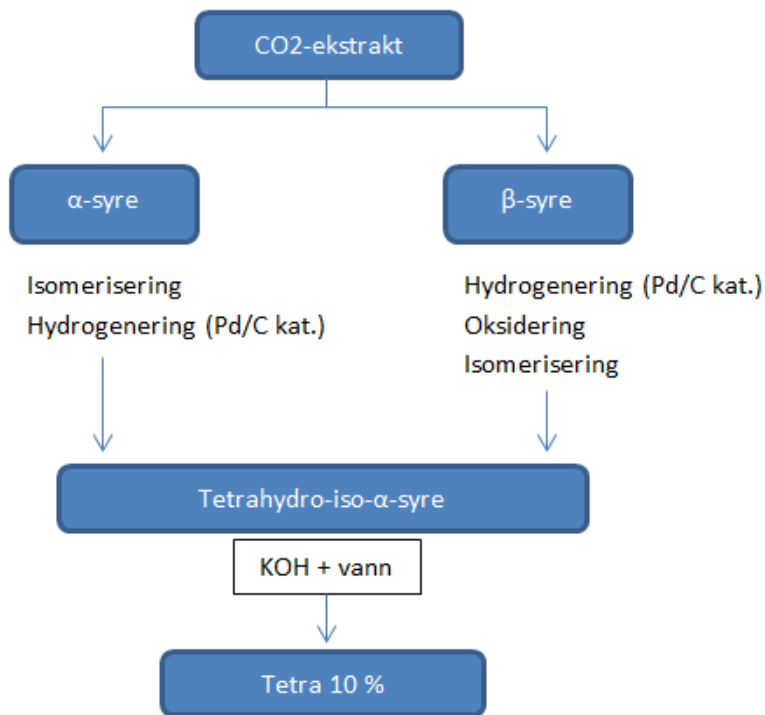 CO2-ekstrakt
α-syre
β-syre
Isomerisering
Hydrogenering (Pd/C kat.)
Hydrogenering (Pd/C kat.)
Oksidering
Isomerisering
Tetrahydro-iso-α-syre
KOH + vann
Tetra 10 %